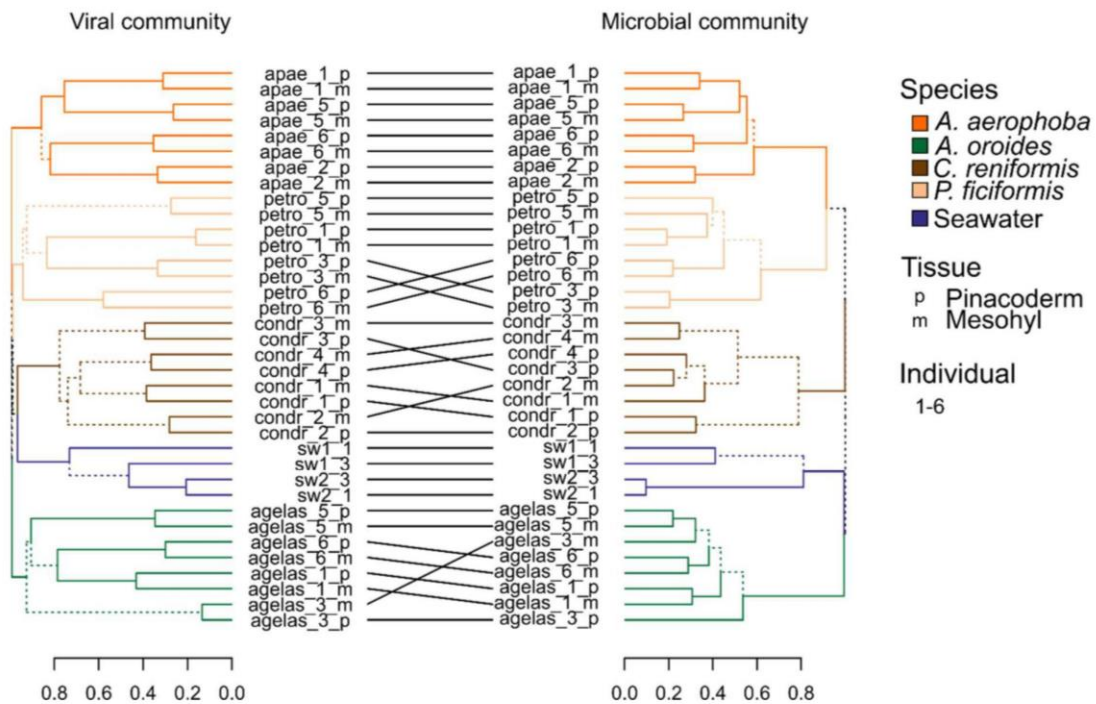 Viral community
Microbial community
apae_1_p
apae_1_m
apae_5_p
apae_5_m
apae_6_p
apae_6_m
apae_2_p
apae_2_m
petro_5_p
petro_5_m
petro_1_p
petro_1_m
petro_3_p
petro_3_m
petro_6_p
petro_6_m
condr_3_m
condr_3_p
condr_4_m
condr_4_p
condr_1_m
condr_1_p
condr_2_m
condr_2_p
sw1_1
sw1_3
sw2_3
sw2_1
agelas_5_p
agelas_5_m
agelas_6_p
agelas_6_m
agelas_1_p
agelas_1_m
agelas_3_m
agelas_3_p
0.8 0.6 0.4 0.2 0.0
apae_1_p
apae_1_m
apae_5_p
apae_5_m
apae_6_p
apae_6_m
apae_2_p
apae_2_m
petro_5_p
petro_5_m
petro_1_p
petro_1_m
petro_6_p
petro_6_m
petro_3_p
petro_3_m
condr_3_m
condr_4_m
condr_4_p
condr_3_p
condr_2_m
condr_1_m
condr_1_p
condr_2_p
sw1_1
sw1_3
sw2_3
sw2_1
agelas_5_p
agelas_5_m
agelas_3_m
agelas_6_p
agelas_6_m
agelas_1_p
agelas_1_m
agelas_3_p
0.0 0.2 0.4 0.6 0.8
Species
A. aerophoba
A. oroides
C. reniformis
P. ficiformis
Seawater
Tissue
p Pinacoderm
m Mesohyl
Individual
1-6